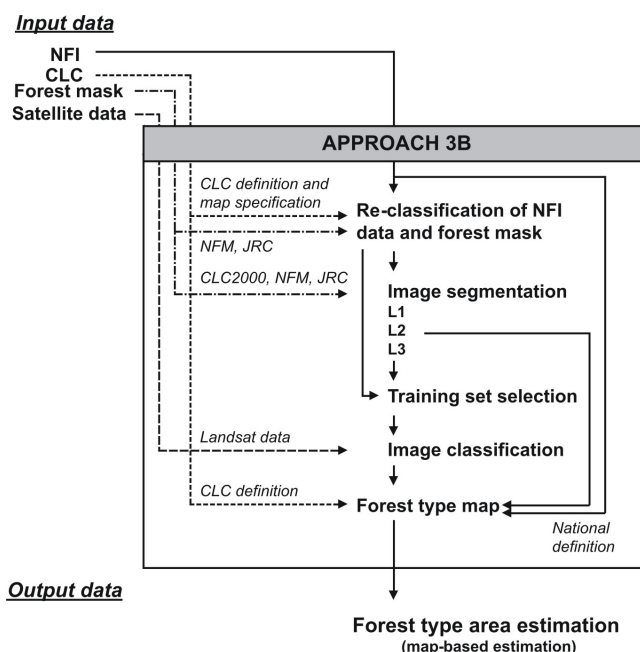 Input data
NFI
CLC
Forest mask
Satellite data
APPROACH 3B
CLC definition and
map specification
Re-classification of NFI
data and forest mask
NFM, JRC
CLC2000, NFM, JRC
Image segmentation
L1
L2
L3
Training set selection
Landsat data
Image classification
CLC definition
Forest type map
National
definition
Output data
Forest type area estimation
(map-based estimation)